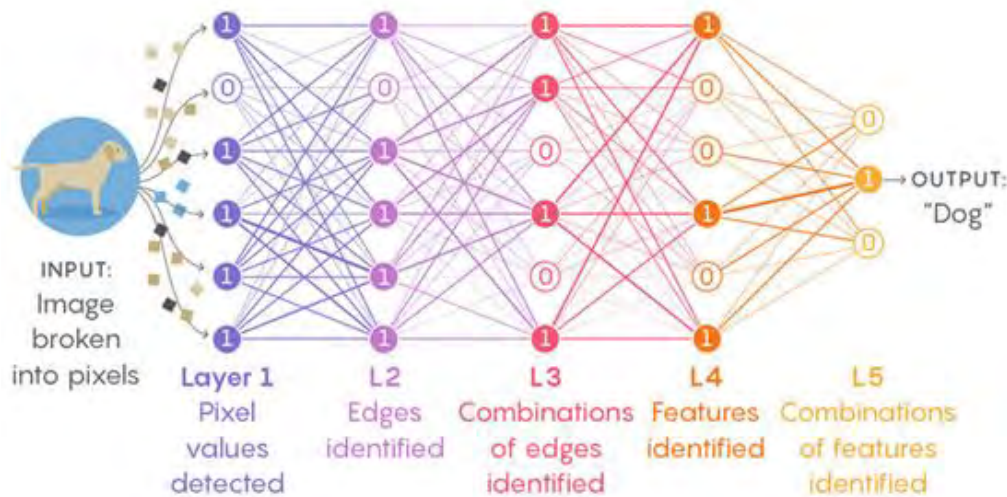 1 1 1 1
0 0 1 0
0
1 1 0 0
1 → OUTPUT:
"Dog"
1 1 1 1
0
INPUT:
Image
broken
into pixels
1 1 0 0
1 1 1 1
Layer 1
Pixel
values
detected
L2
Edges
identified
L3
Combinations
of edges
identified
L4
Features
identified
L5
Combinations
of features
identified